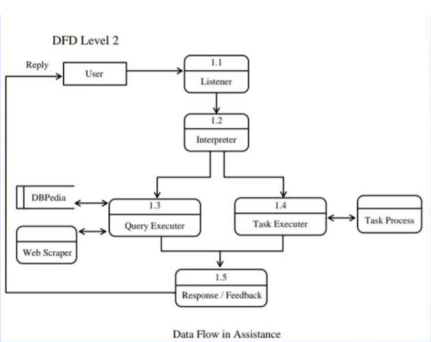 DFD Level 2
Reply
User
1.1
Listener
1.2
Interpreter
DBPedia
1.3
Query Executer
1.4
Task Executer
Task Process
Web Scraper
1.5
Response / Feedback
Data Flow in Assistance